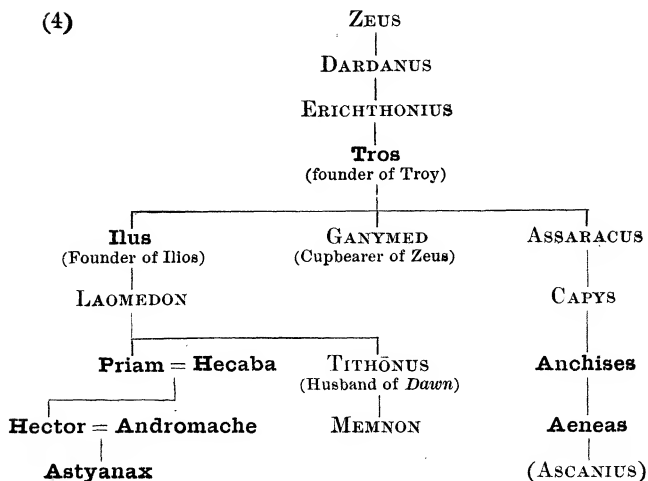 (4)
ZEUS
DARDANUS
ERICHTHONIUS
Tros
(founder of Troy)
Ilus GANYMED ASSARACUS
(Founder of Ilios) (Cupbearer of Zeus)
LAOMEDON CAPYS
Priam = Hecaba TITHŌNUS Anchises
(Husband of Dawn)
Hector = Andromache MEMNON Aeneas
Astyanax (ASCANIUS)